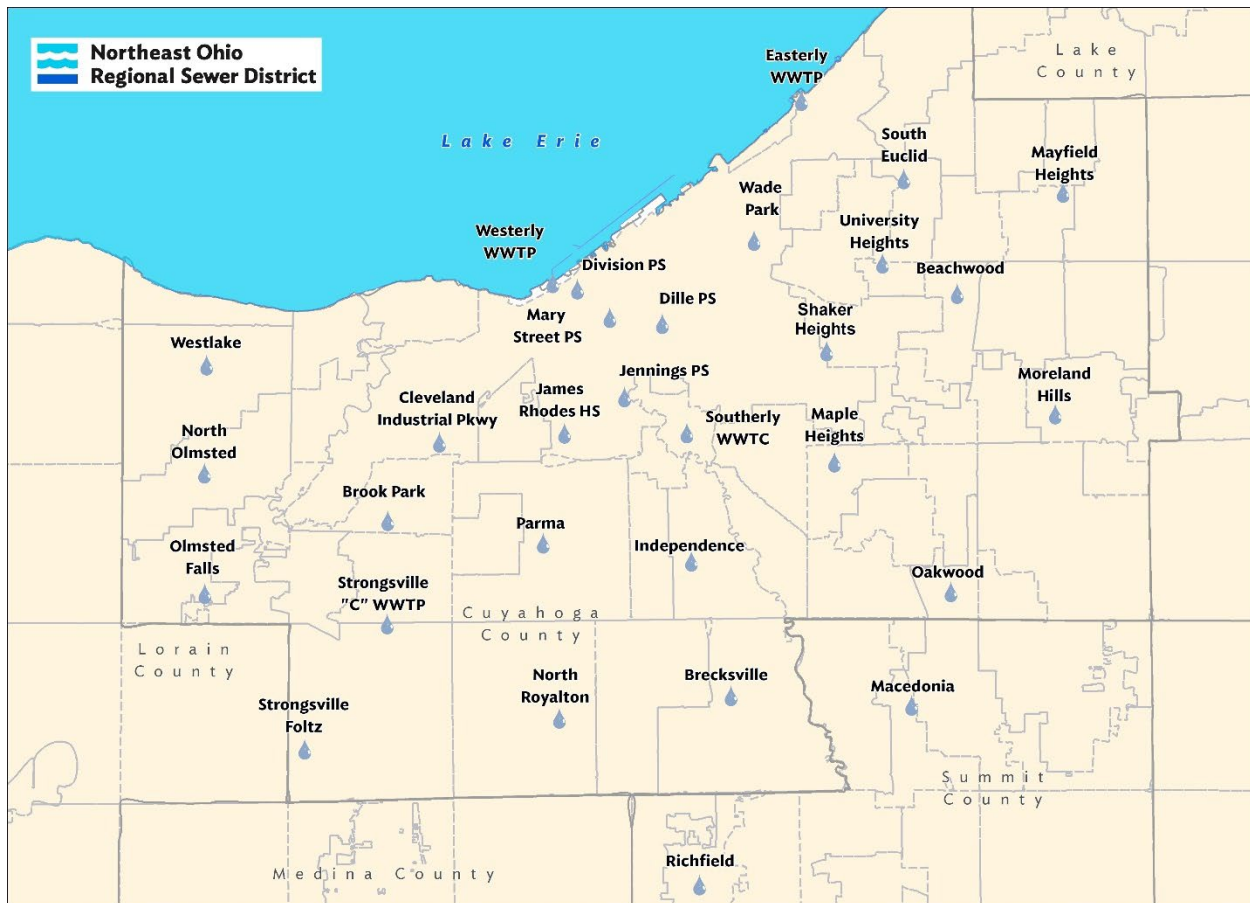 Northeast Ohio
Regional Sewer District
Lake Erie
Easterly
WWTP
Lake
County
South
Euclid
Mayfield
Heights
Wade
Park
University
Heights
Westerly
WWTP
Division PS
Beachwood
Mary
Street PS
Dille PS
Shaker
Heights
Westlake
Jennings PS
Moreland
Hills
Cleveland
Industrial Pkwy
James
Rhodes HS
Southerly
WWTC
Maple
Heights
North
Olmsted
Brook Park
Parma
Independence
Olmsted
Falls
Strongsville
"C" WWTP
Oakwood
Cuyahoga
County
Lorain
County
North
Royalton
Brecksville
Macedonia
Strongsville
Foltz
Summit
County
Richfield
Medina County